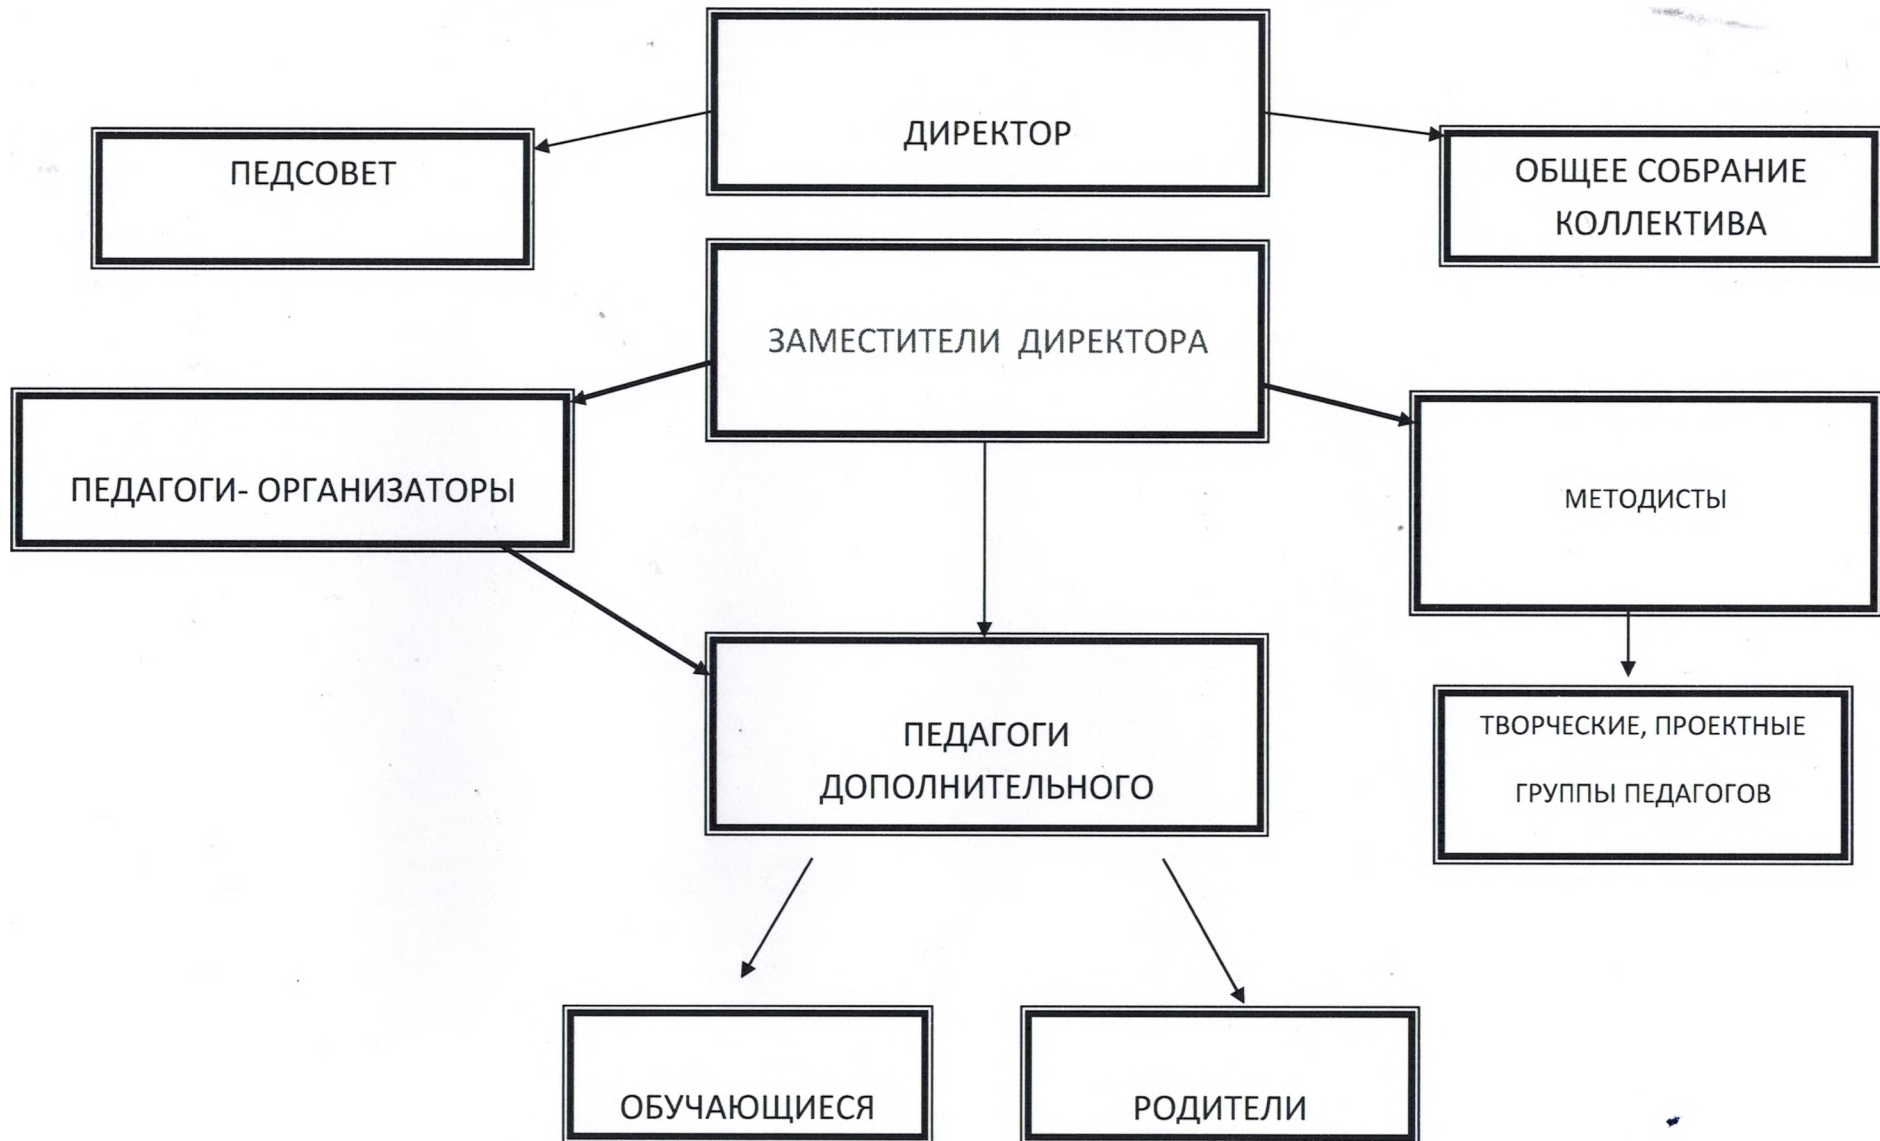 ДИРЕКТОР
ПЕДСОВЕТ
ОБЩЕЕ СОБРАНИЕ
КОЛЛЕКТИВА
ЗАМЕСТИТЕЛИ ДИРЕКТОРА
ПЕДАГОГИ- ОРГАНИЗАТОРЫ
МЕТОДИСТЫ
ПЕДАГОГИ
ДОПОЛНИТЕЛЬНОГО
ТВОРЧЕСКИЕ, ПРОЕКТНЫЕ
ГРУППЫ ПЕДАГОГОВ
ОБУЧАЮЩИЕСЯ
РОДИТЕЛИ